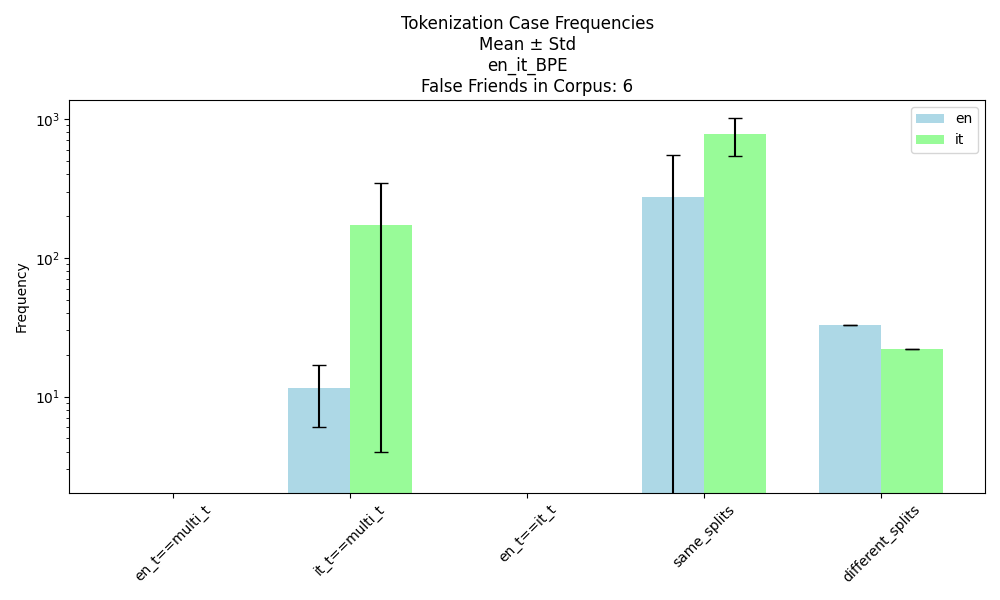 Tokenization Case Frequencies
Mean ± Std
en_it_BPE
False Friends in Corpus: 6
en
it
Frequency
10³
10²
10¹
en_t==multi_t
it_t==multi_t
en_t==it_t
same_splits
different_splits